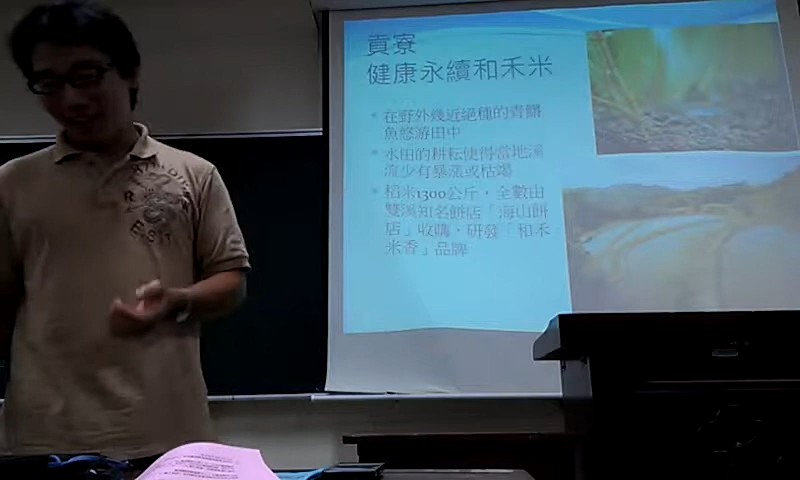 貢寮
健康永續和禾米
在野外幾近絕種的青鱂
魚悠游田中
水田的耕耘使得當地溪
流少有暴漲或枯竭
稻米1300公斤，全數由
雙溪知名餅店「海山餅
店」收購，研發「和禾
米香」品牌